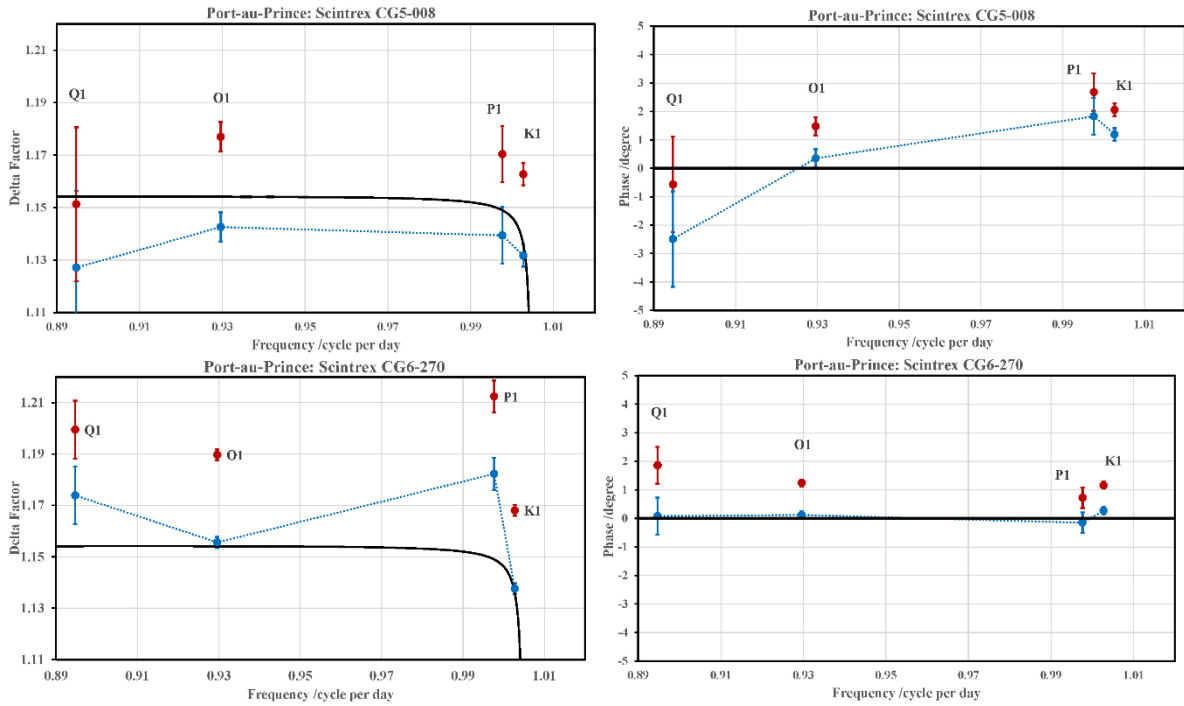 Port-au-Prince: Scintrex CG5-008
1.21
1.19
1.17
1.15
1.13
1.11
Delta Factor
Q1
O1
P1
K1
0.89 0.91 0.93 0.95 0.97 0.99 1.01
Frequency /cycle per day
Port-au-Prince: Scintrex CG5-008
5
4
3
2
1
0
-1
-2
-3
-4
-5
Phase /degree
Q1
O1
P1
K1
0.89 0.91 0.93 0.95 0.97 0.99 1.01
Frequency /cycle per day
Port-au-Prince: Scintrex CG6-270
1.21
1.19
1.17
1.15
1.13
1.11
Delta Factor
Q1
O1
P1
K1
0.89 0.91 0.93 0.95 0.97 0.99 1.01
Frequency /cycle per day
Port-au-Prince: Scintrex CG6-270
5
4
3
2
1
0
-1
-2
-3
-4
-5
Phase /degree
Q1
O1
P1
K1
0.89 0.91 0.93 0.95 0.97 0.99 1.01
Frequency /cycle per day